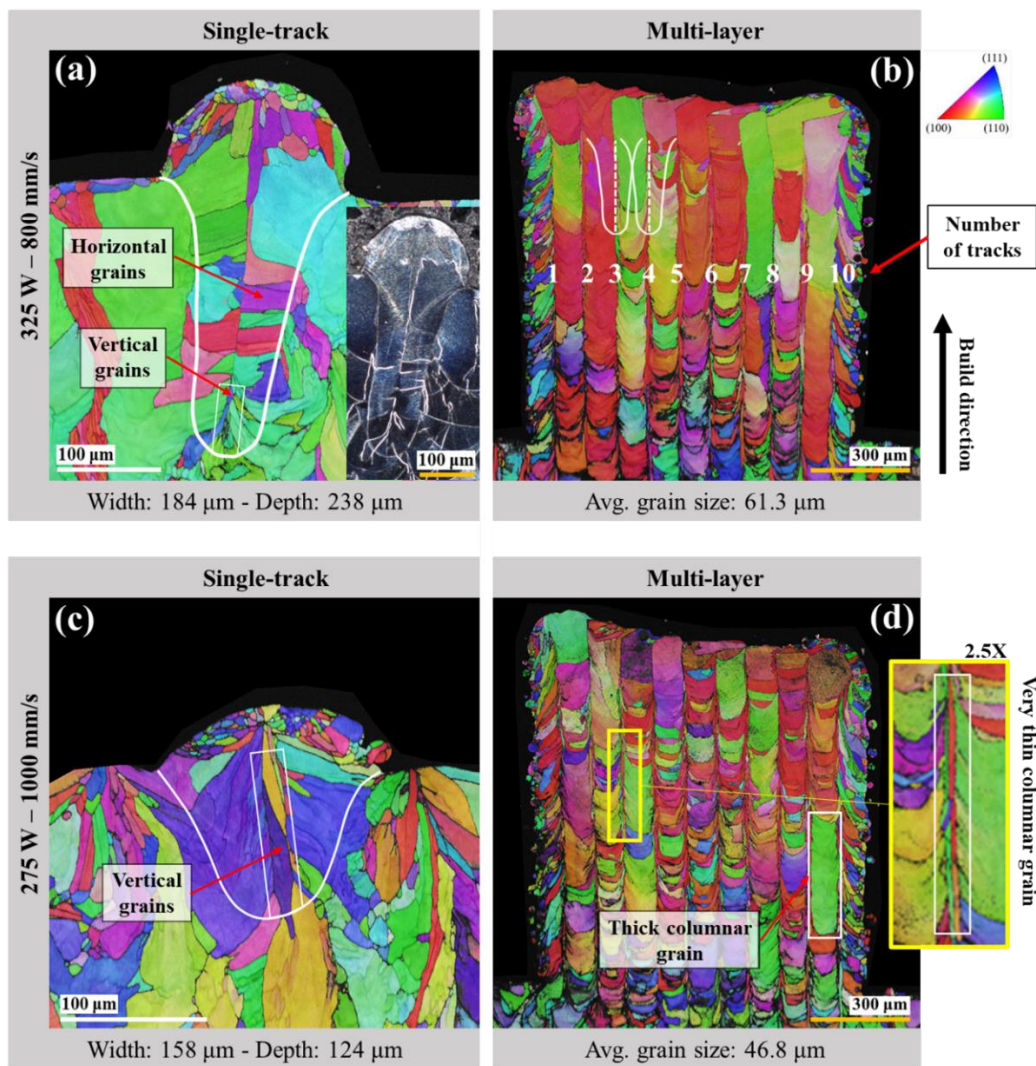 Single-track
Multi-layer
325 W – 800 mm/s
(a)
Horizontal
grains
Vertical
grains
100 μm
100 μm
Width: 184 μm - Depth: 238 μm
(b)
1 2 3 4 5 6 7 8 9 10
300 μm
Avg. grain size: 61.3 μm
(111)
(100)
(110)
Number
of tracks
Build direction
Single-track
Multi-layer
275 W – 1000 mm/s
(c)
Vertical
grains
100 μm
Width: 158 μm - Depth: 124 μm
(d)
Thick columnar
grain
300 μm
Avg. grain size: 46.8 μm
2.5X
Very thin columnar grain